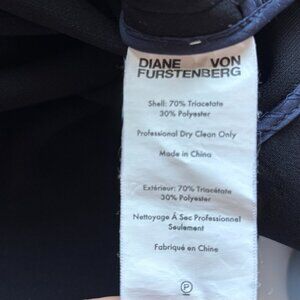 DIANE VON
FURSTENBERG
Shell: 70% Triacetate
30% Polyester
Professional Dry Clean Only
Made in China
Extérieur: 70% Triacétate
30% Polyester
Nettoyage Á Sec Professionnel
Seulement
Fabriqué en Chine
P